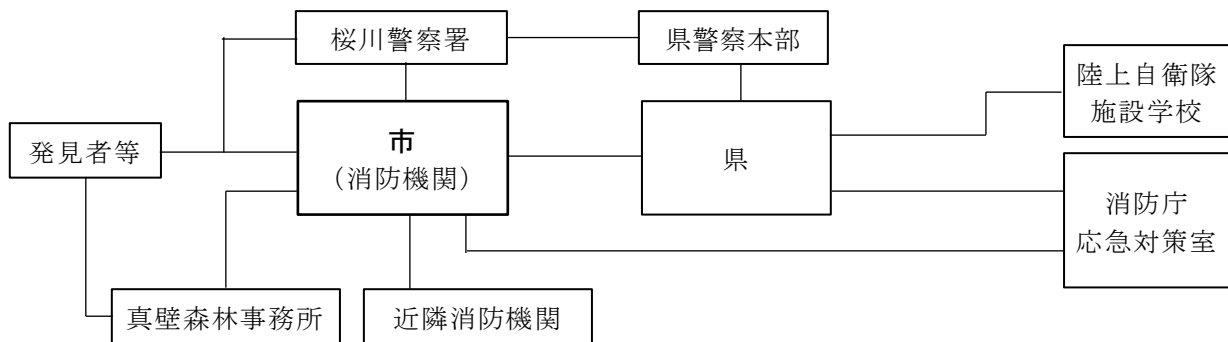 桜川警察署
県警察本部
陸上自衛隊
施設学校
発見者等
市
（消防機関）
県
消防庁
応急対策室
真壁森林事務所
近隣消防機関